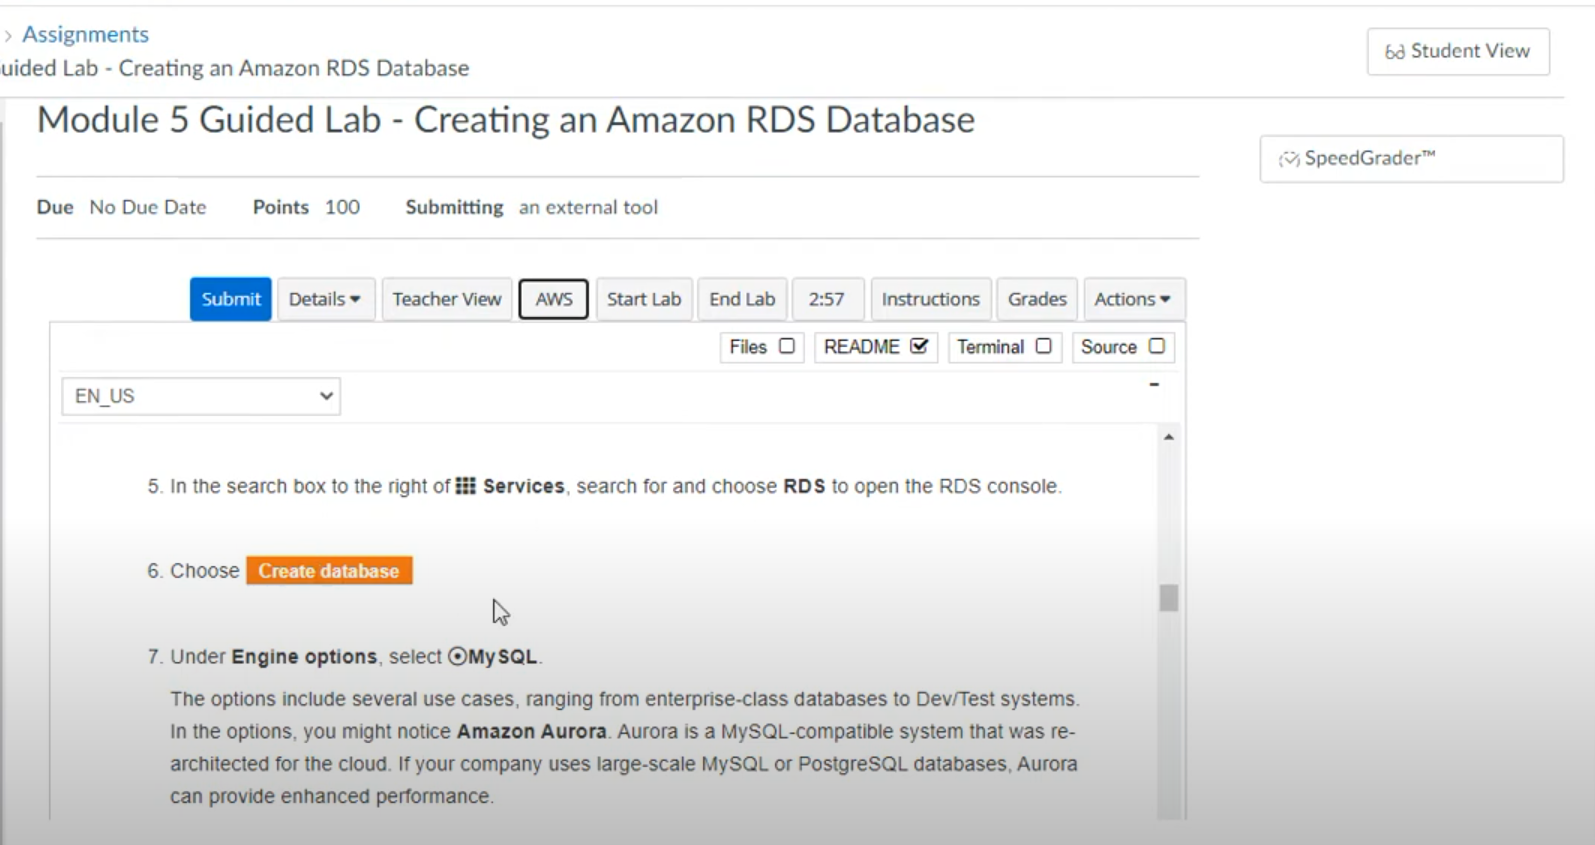 Assignments
uided Lab - Creating an Amazon RDS Database
Student View
Module 5 Guided Lab - Creating an Amazon RDS Database
SpeedGrader™
Due No Due Date Points 100 Submitting an external tool
Submit Details Teacher View AWS Start Lab End Lab 2:57 Instructions Grades Actions
Files README Terminal Source
EN_US
5. In the search box to the right of Services, search for and choose RDS to open the RDS console.
6. Choose Create database
7. Under Engine options, select MySQL.
The options include several use cases, ranging from enterprise-class databases to Dev/Test systems.
In the options, you might notice Amazon Aurora. Aurora is a MySQL-compatible system that was re-
architected for the cloud. If your company uses large-scale MySQL or PostgreSQL databases, Aurora
can provide enhanced performance.